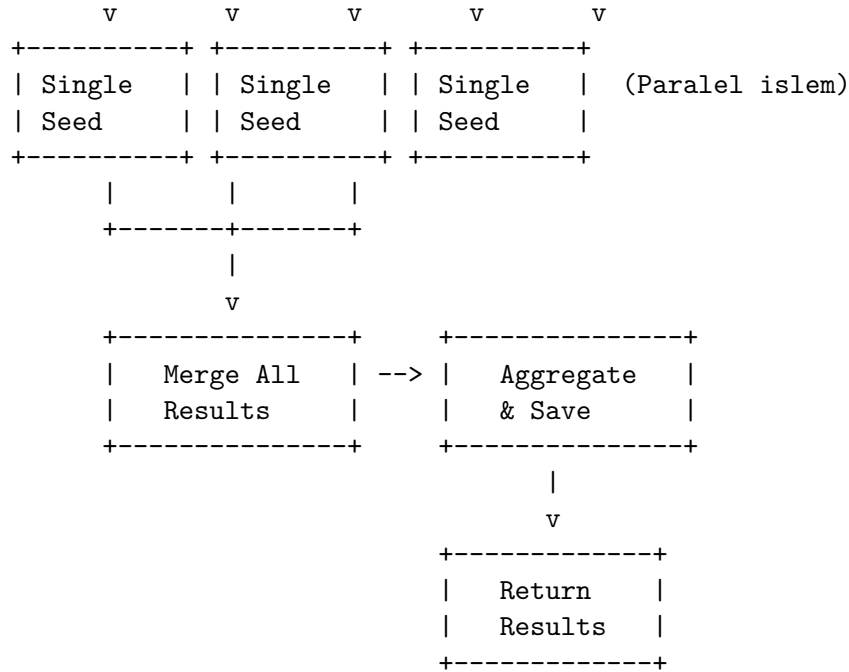 v v v v v
+----------+ +----------+ +----------+
| Single | | Single | | Single | (Paralel islem)
| Seed | | Seed | | Seed |
+----------+ +----------+ +----------+
| | |
+-------+-------+
|
v
+---------------+ +---------------+
| Merge All | --> | Aggregate |
| Results | | & Save |
+---------------+ +---------------+
|
v
+-------------+
| Return |
| Results |
+-------------+